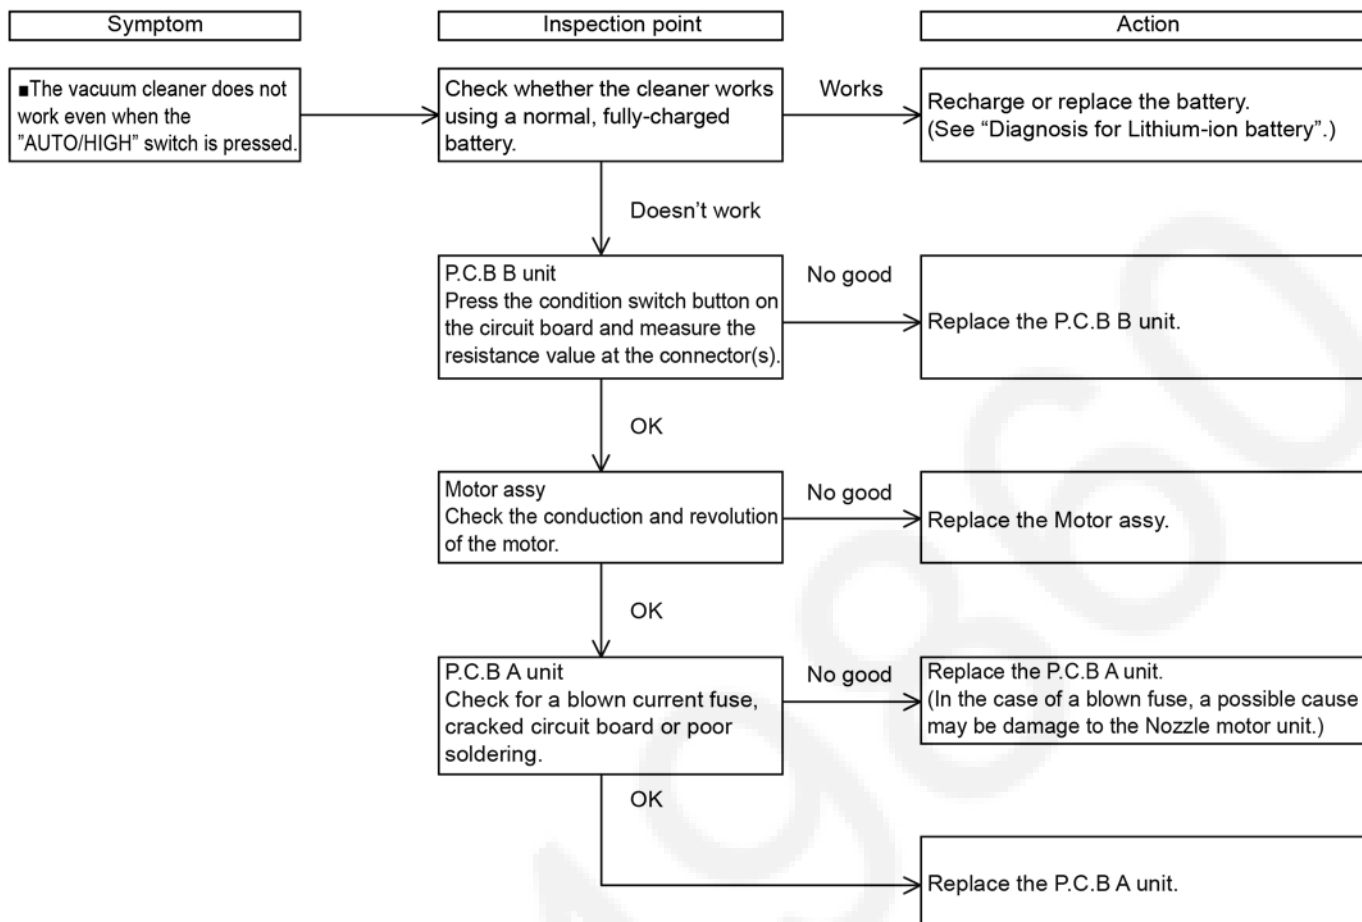 Symptom
Inspection point
Action
■The vacuum cleaner does not
work even when the
”AUTO/HIGH” switch is pressed.
Check whether the cleaner works
using a normal, fully-charged
battery.
Works
Recharge or replace the battery.
(See “Diagnosis for Lithium-ion battery”.)
Doesn’t work
P.C.B B unit
Press the condition switch button on
the circuit board and measure the
resistance value at the connector(s).
No good
Replace the P.C.B B unit.
OK
Motor assy
Check the conduction and revolution
of the motor.
No good
Replace the Motor assy.
OK
P.C.B A unit
Check for a blown current fuse,
cracked circuit board or poor
soldering.
No good
Replace the P.C.B A unit.
(In the case of a blown fuse, a possible cause
may be damage to the Nozzle motor unit.)
OK
Replace the P.C.B A unit.
19860